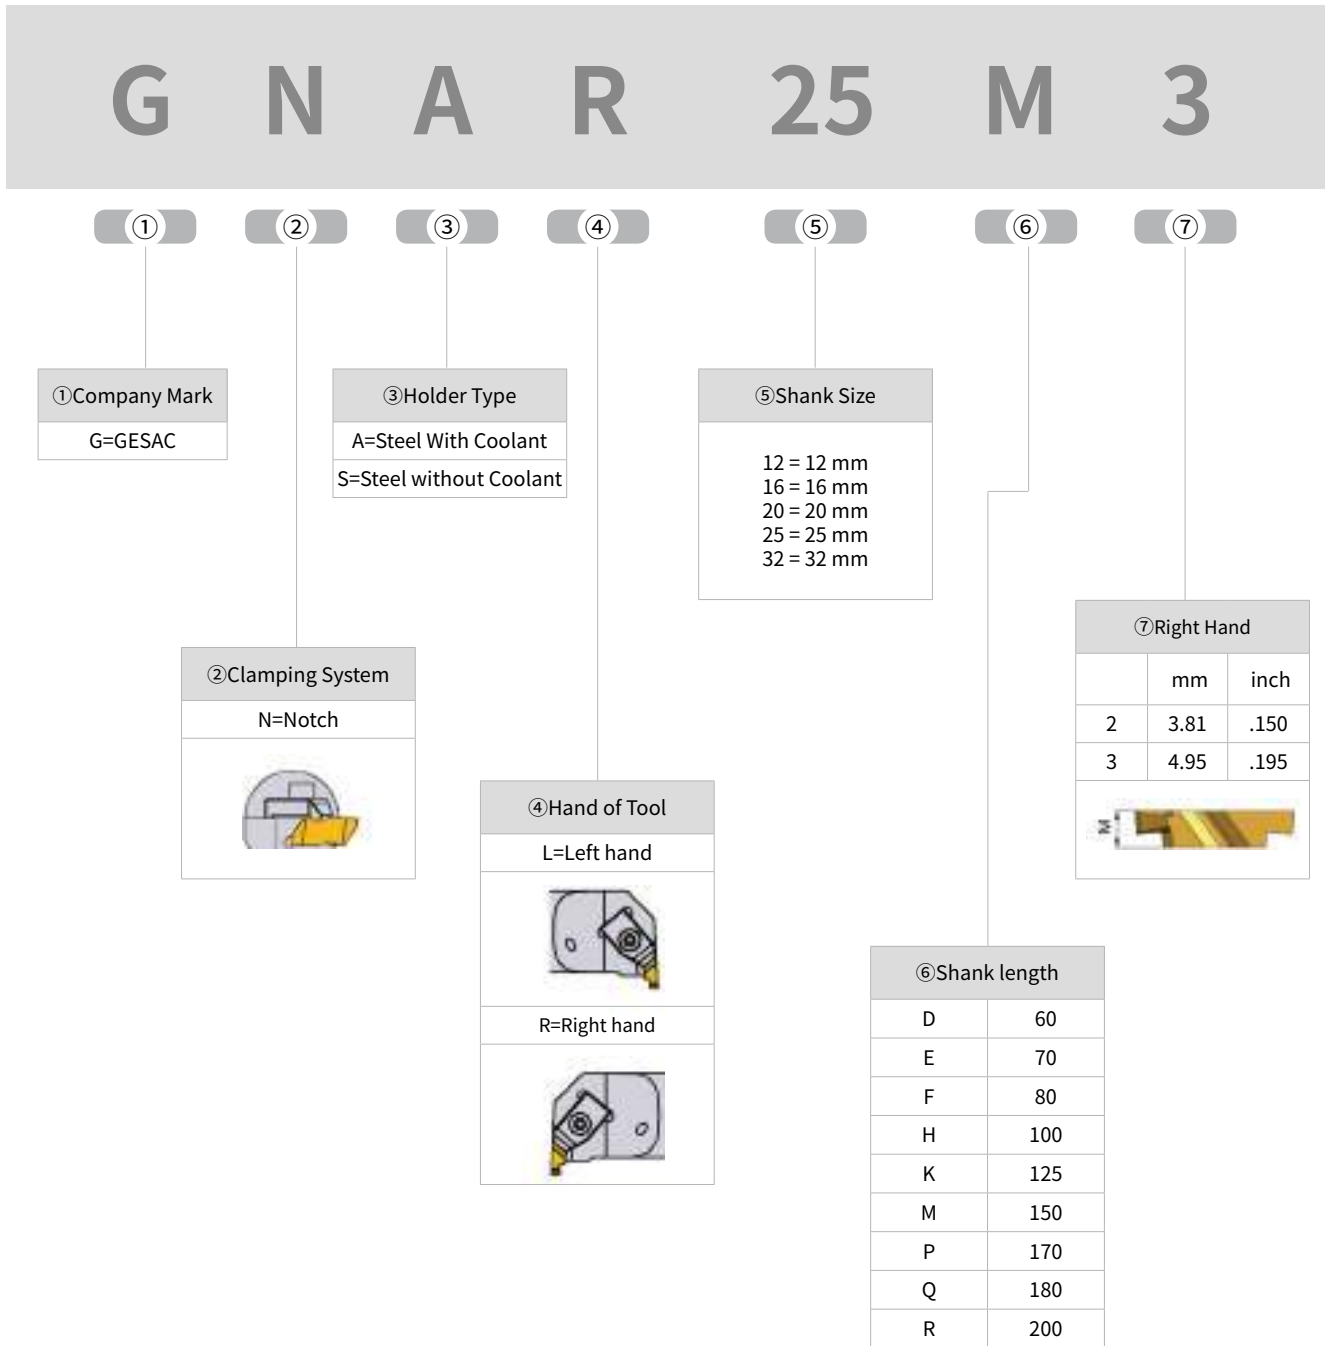 G N A R 25 M 3
① ② ③ ④ ⑤ ⑥ ⑦
①Company Mark
G=GESAC
③Holder Type
A=Steel With Coolant
S=Steel without Coolant
⑤Shank Size
12 = 12 mm
16 = 16 mm
20 = 20 mm
25 = 25 mm
32 = 32 mm
⑦Right Hand
mm inch
2 3.81 .150
3 4.95 .195
M
②Clamping System
N=Notch
④Hand of Tool
L=Left hand
R=Right hand
⑥Shank length
D 60
E 70
F 80
H 100
K 125
M 150
P 170
Q 180
R 200